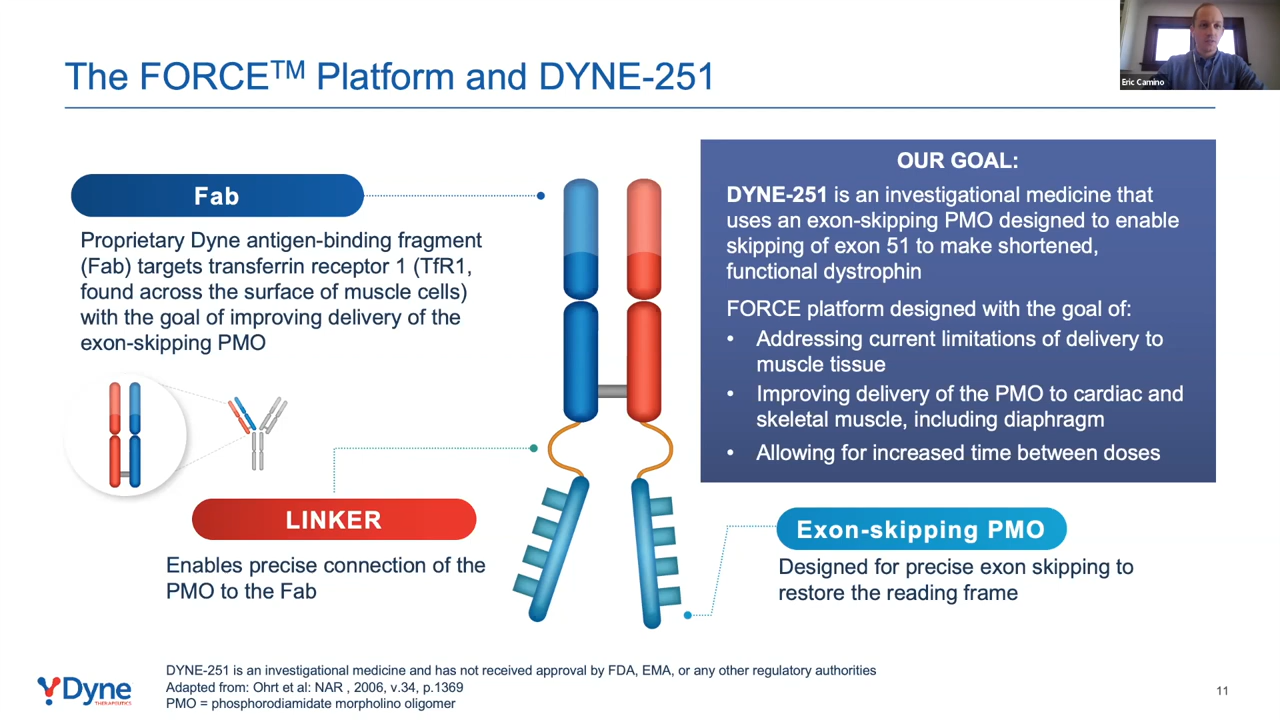 The FORCE™ Platform and DYNE-251
Eric Camino
Fab
Proprietary Dyne antigen-binding fragment
(Fab) targets transferrin receptor 1 (TfR1,
found across the surface of muscle cells)
with the goal of improving delivery of the
exon-skipping PMO
LINKER
Enables precise connection of the
PMO to the Fab
OUR GOAL:
DYNE-251 is an investigational medicine that
uses an exon-skipping PMO designed to enable
skipping of exon 51 to make shortened,
functional dystrophin
FORCE platform designed with the goal of:
• Addressing current limitations of delivery to
muscle tissue
• Improving delivery of the PMO to cardiac and
skeletal muscle, including diaphragm
• Allowing for increased time between doses
Exon-skipping PMO
Designed for precise exon skipping to
restore the reading frame
Dyne
THERAPEUTICS
DYNE-251 is an investigational medicine and has not received approval by FDA, EMA, or any other regulatory authorities
Adapted from: Ohrt et al: NAR , 2006, v.34, p.1369
PMO = phosphorodiamidate morpholino oligomer
11